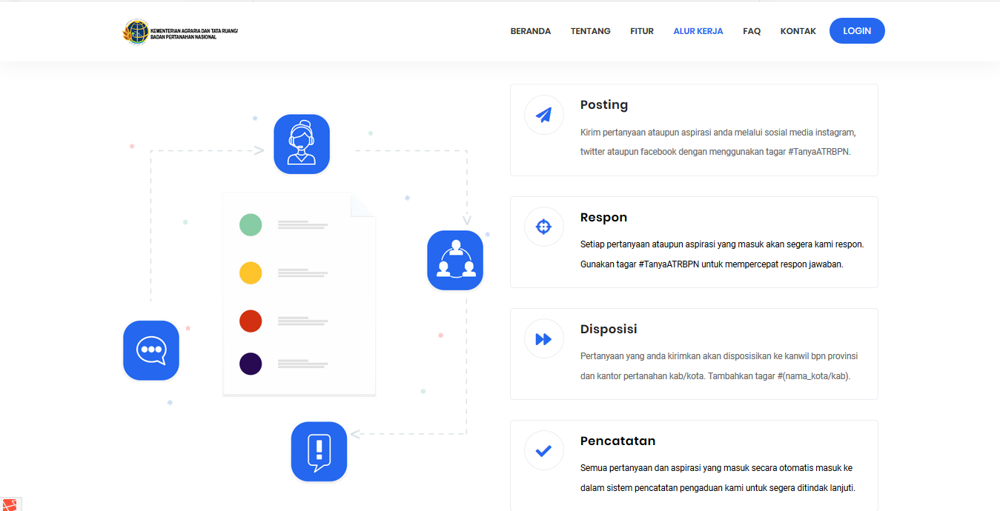 KEMENTERIAN AGRARIA DAN TATA RUANG/
BADAN PERTANAHAN NASIONAL
BERANDA TENTANG FITUR ALUR KERJA FAQ KONTAK LOGIN
Posting
Kirim pertanyaan ataupun aspirasi anda melalui sosial media instagram,
twitter ataupun facebook dengan menggunakan tagar #TanyaATRBPN.
Respon
Setiap pertanyaan ataupun aspirasi yang masuk akan segera kami respon.
Gunakan tagar #TanyaATRBPN untuk mempercepat respon jawaban.
Disposisi
Pertanyaan yang anda kirimkan akan disposisikan ke kanwil bpn provinsi
dan kantor pertanahan kab/kota. Tambahkan tagar #(nama_kota/kab).
Pencatatan
Semua pertanyaan dan aspirasi yang masuk secara otomatis masuk ke
dalam sistem pencatatan pengaduan kami untuk segera ditindak lanjuti.